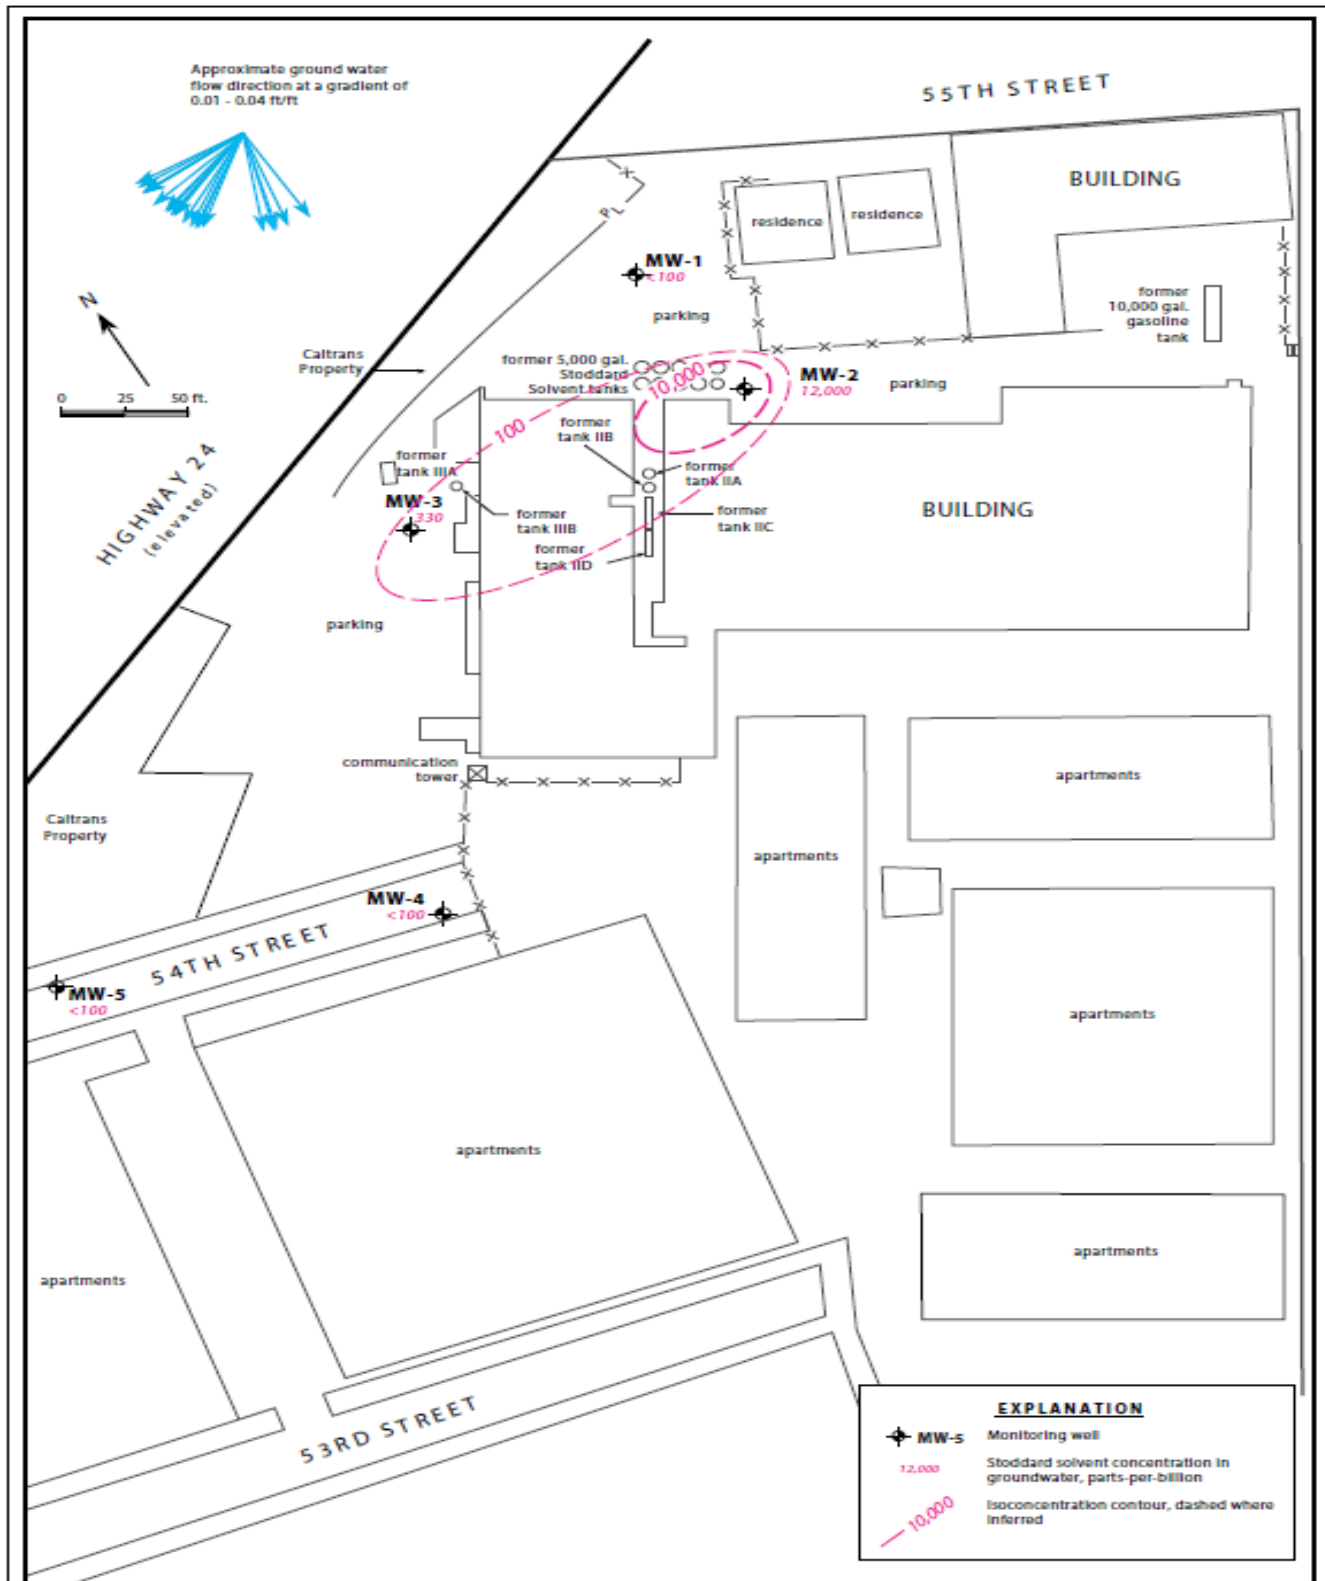 Approximate ground water
flow direction at a gradient of
0.01 - 0.04 ft/ft
55TH STREET
BUILDING
residence
residence
MW-1
<100
N
parking
former
10,000 gal.
gasoline
tank
Caltrans
Property
PL
former 5,000 gal.
Stoddard
Solvent tanks
10,000
MW-2
12,000
parking
0 25 50 ft.
100
former
tank IIB
former
tank IIIA
former
tank IIA
HIGHWAY 24
(elevated)
MW-3
330
former
tank IIIB
former
tank IIC
BUILDING
former
tank IID
parking
communication
tower
apartments
Caltrans
Property
apartments
MW-4
<100
54TH STREET
MW-5
<100
apartments
apartments
apartments
apartments
53RD STREET
EXPLANATION
MW-5 Monitoring well
12,000 Stoddard solvent concentration in
groundwater, parts-per-billion
10,000 Isoconcentration contour, dashed where
inferred